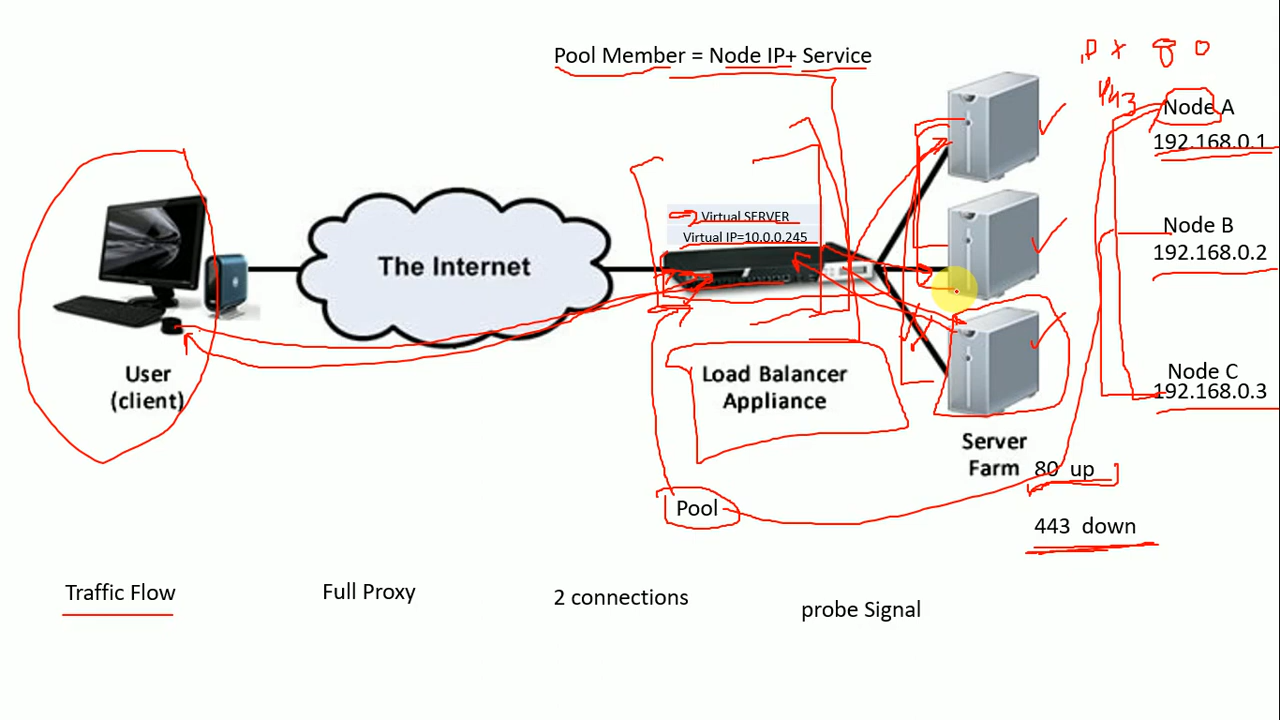 Pool Member = Node IP+ Service
80
443
Node A
192.168.0.1
Virtual SERVER
Virtual IP=10.0.0.245
Node B
192.168.0.2
The Internet
User
(client)
Load Balancer
Appliance
Node C
192.168.0.3
Server
Farm
80 up
Pool
443 down
Traffic Flow
Full Proxy
2 connections
probe Signal